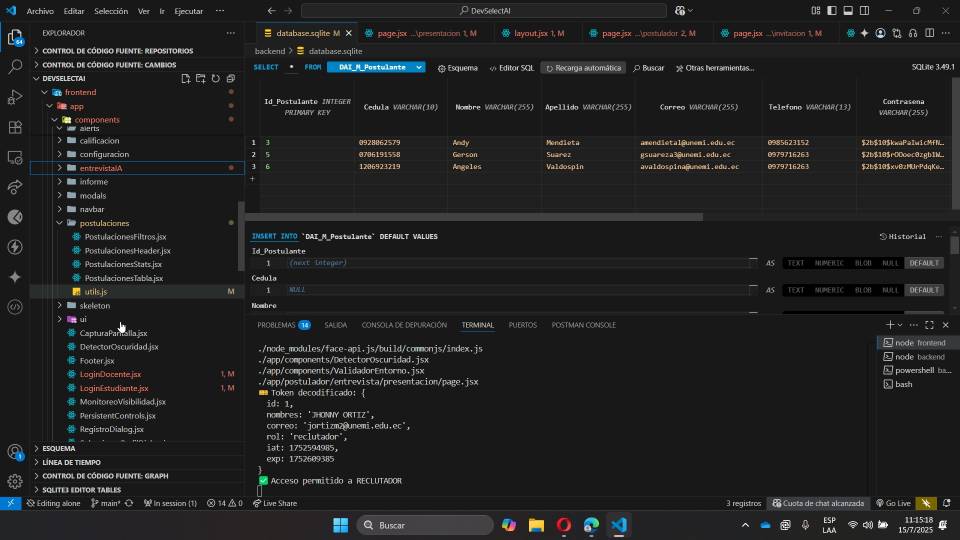 Archivo Editar Selección Ver Ir Ejecutar ···
DevSelectAI
EXPLORADOR
CONTROL DE CÓDIGO FUENTE: REPOSITORIOS
CONTROL DE CÓDIGO FUENTE: CAMBIOS
DEVSELECTAI
frontend
app
components
alerts
calificacion
configuracion
entrevistaIA
informe
modals
navbar
postulaciones
PostulacionesFiltros.jsx
PostulacionesHeader.jsx
PostulacionesStats.jsx
PostulacionesTabla.jsx
utils.js M
skeleton
ui
CapturaPantalla.jsx
DetectorOscuridad.jsx
Footer.jsx
LoginDocente.jsx 1, M
LoginEstudiante.jsx 1, M
MonitoreoVisibilidad.jsx
PersistentControls.jsx
RegistroDialog.jsx
ESQUEMA
LÍNEA DE TIEMPO
CONTROL DE CÓDIGO FUENTE: GRAPH
SQLITE3 EDITOR TABLES
database.sqlite M
page.jsx ...\presentacion 1, M
layout.jsx 1, M
page.jsx ...\postulador 2, M
page.jsx ...\invitacion 1, M
backend > database.sqlite
SELECT * FROM DAI_M_Postulante Esquema Editor SQL Recarga automática Buscar Otras herramientas... SQLite 3.49.1
Id_Postulante INTEGER PRIMARY KEY Cedula VARCHAR(10) Nombre VARCHAR(255) Apellido VARCHAR(255) Correo VARCHAR(255) Telefono VARCHAR(13) Contrasena VARCHAR(255)
1 3 0928062579 Andy Mendieta amendieta1@unemi.edu.ec 0985623152 $2b$10$kwaPaIwicMfN…
2 5 0706191558 Gerson Suarez gsuareza3@unemi.edu.ec 0979716263 $2b$10$rODoec0zgb1W…
3 6 1206923219 Angeles Valdospin avaldospina@unemi.edu.ec 0979716263 $2b$10$xv0zMUrPdqKe…
+
INSERT INTO `DAI_M_Postulante` DEFAULT VALUES Historial ···
Id_Postulante
1 (next integer) AS TEXT NUMERIC BLOB NULL DEFAULT
Cedula
1 NULL AS TEXT NUMERIC BLOB NULL DEFAULT
Nombre
PROBLEMAS 14 SALIDA CONSOLA DE DEPURACIÓN TERMINAL PUERTOS POSTMAN CONSOLE
./node_modules/face-api.js/build/commonjs/index.js
./app/components/DetectorOscuridad.jsx
./app/components/ValidadorEntorno.jsx
./app/postulador/entrevista/presentacion/page.jsx
🎫 Token decodificado: {
id: 1,
nombres: 'JHONNY ORTIZ',
correo: 'jortizm2@unemi.edu.ec',
rol: 'reclutador',
iat: 1752594985,
exp: 1752609385
}
✅ Acceso permitido a RECLUTADOR
node frontend
node backend
powershell ba...
bash
Editing alone main* In session (1) 14 0 Live Share 3 registros Cuota de chat alcanzada Go Live
Buscar
ESP
LAA
11:15:18
15/7/2025